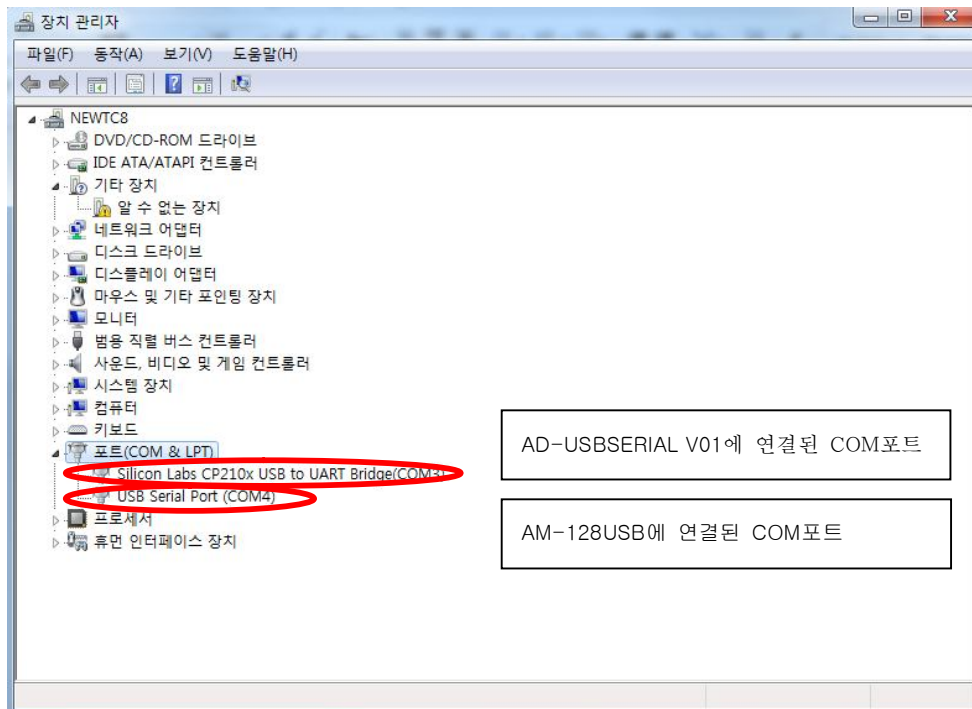 장치 관리자
파일(F) 동작(A) 보기(V) 도움말(H)
NEWTC8
DVD/CD-ROM 드라이브
IDE ATA/ATAPI 컨트롤러
기타 장치
알 수 없는 장치
네트워크 어댑터
디스크 드라이브
디스플레이 어댑터
마우스 및 기타 포인팅 장치
모니터
범용 직렬 버스 컨트롤러
사운드, 비디오 및 게임 컨트롤러
시스템 장치
컴퓨터
키보드
포트(COM & LPT)
Silicon Labs CP210x USB to UART Bridge(COM3)
USB Serial Port (COM4)
프로세서
휴먼 인터페이스 장치
AD-USBSERIAL V01에 연결된 COM포트
AM-128USB에 연결된 COM포트